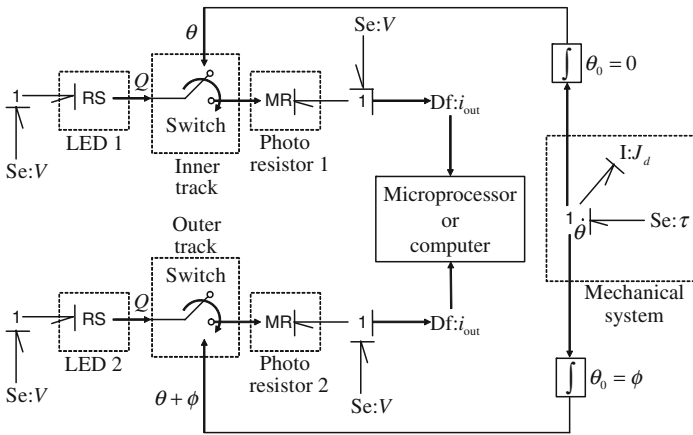 θ
Se:V
∫ θ₀ = 0
1 RS Q Switch MR 1 Df:i_out
LED 1
Photo
resistor 1
Se:V
Inner
track
I:J_d
Microprocessor
or
computer
1 θ̇ Se:τ
Mechanical
system
Outer
track
1 RS Q Switch MR 1 Df:i_out
LED 2
Photo
resistor 2
Se:V
θ + ϕ
Se:V
∫ θ₀ = ϕ